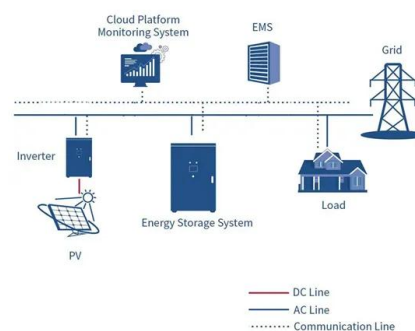 Cloud Platform
Monitoring System
EMS
Grid
Inverter
Energy Storage System
Load
PV
DC Line
AC Line
Communication Line